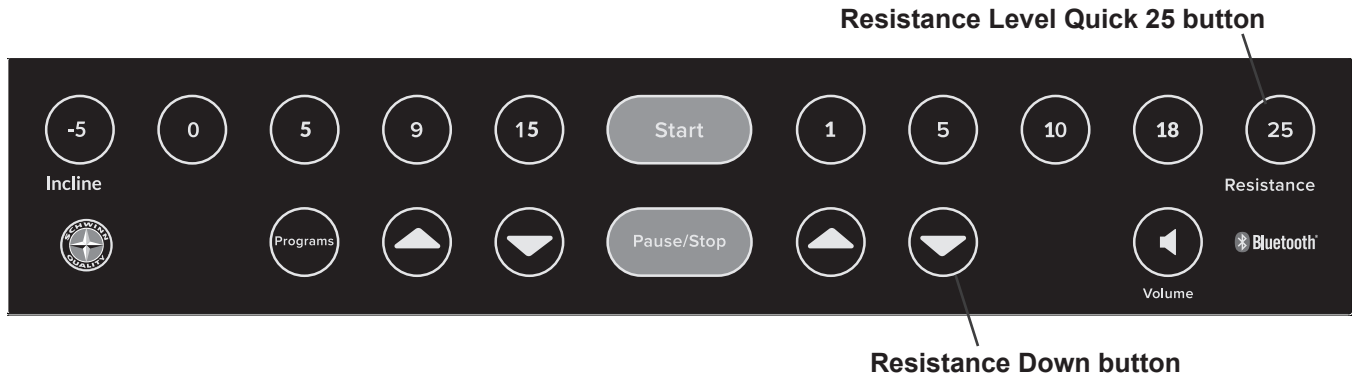 Resistance Level Quick 25 button
-5 0 5 9 15 Start 1 5 10 18 25
Incline Resistance
SCHWINN
QUALITY
Programs Pause/Stop Bluetooth®
Volume
Resistance Down button